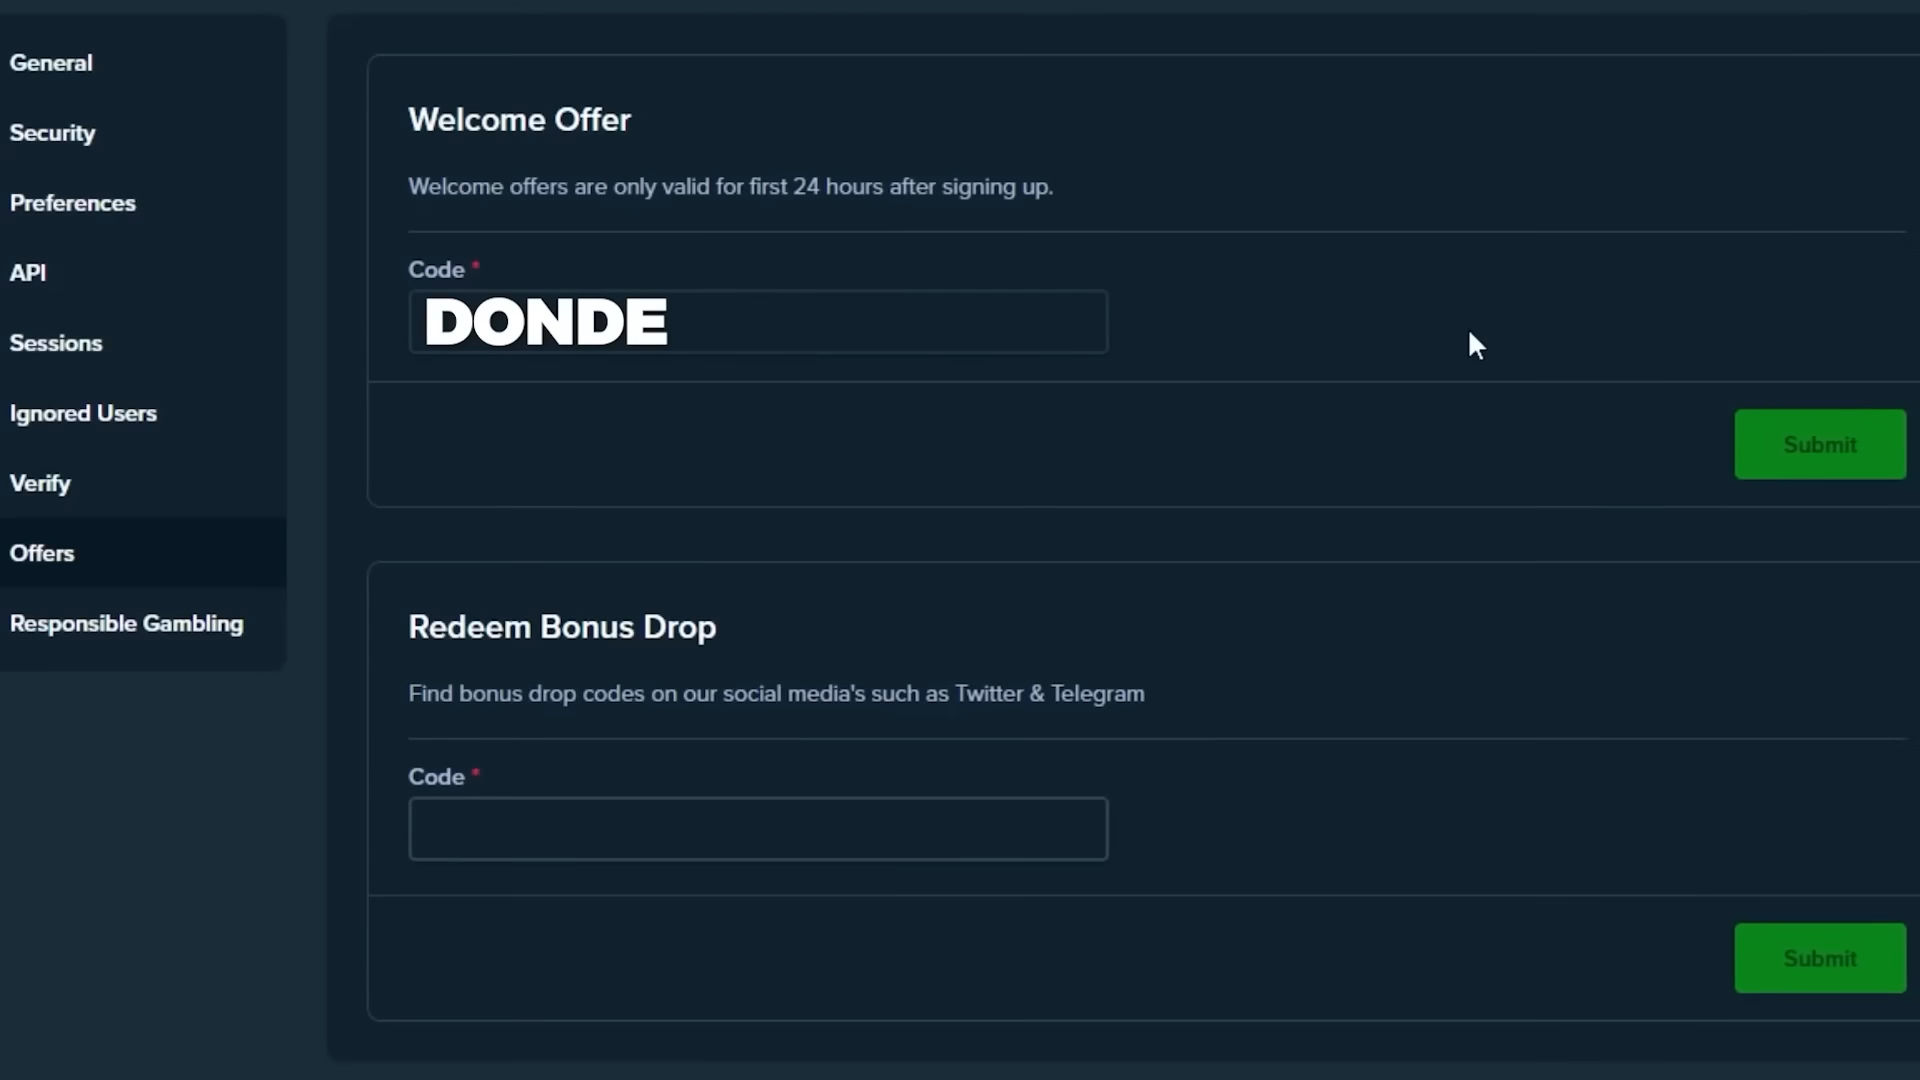 General
Security
Preferences
API
Sessions
Ignored Users
Verify
Offers
Responsible Gambling
Welcome Offer
Welcome offers are only valid for first 24 hours after signing up.
Code *
DONDE
Submit
Redeem Bonus Drop
Find bonus drop codes on our social media's such as Twitter & Telegram
Code *
Submit